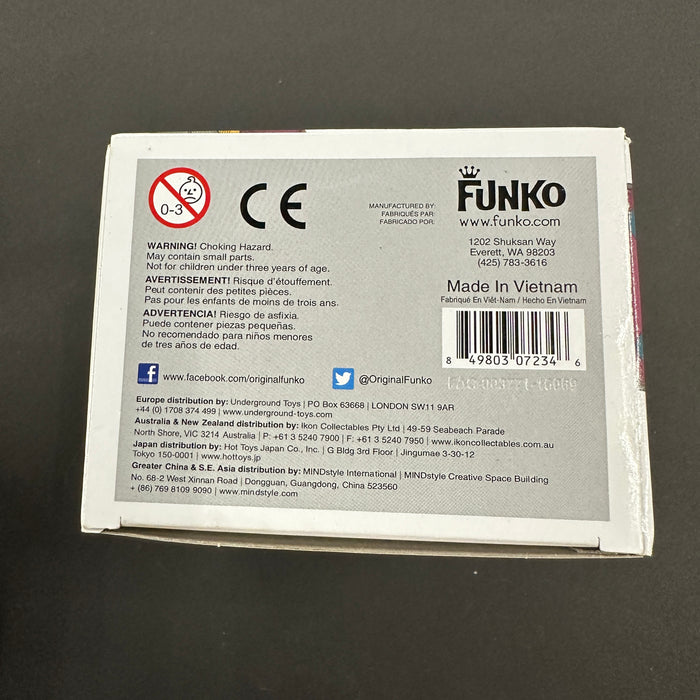 0-3
CE
MANUFACTURED BY:
FABRIQUÉS PAR:
FABRICADO POR:
FUNKO
www.funko.com
1202 Shuksan Way
Everett, WA 98203
(425) 783-3616
WARNING! Choking Hazard.
May contain small parts.
Not for children under three years of age.
AVERTISSEMENT! Risque d'étouffement.
Peut contenir des petites pièces.
Pas pour les enfants de moins de trois ans.
ADVERTENCIA! Riesgo de asfixia.
Puede contener piezas pequeñas.
No recomendado para niños menores
de tres años de edad.
Made In Vietnam
Fabriqué En Viêt-Nam / Hecho En Vietnam
8 49803 07234 6
www.facebook.com/originalfunko
@OriginalFunko
Europe distribution by: Underground Toys | PO Box 63668 | LONDON SW11 9AR
+44 (0) 1708 374 499 | www.underground-toys.com
Australia & New Zealand distribution by: Ikon Collectables Pty Ltd | 49-59 Seabeach Parade
North Shore, VIC 3214 Australia | P: +61 3 5240 7900 | F: +61 3 5240 7950 | www.ikoncollectables.com.au
Japan distribution by: Hot Toys Japan Co., Inc. | G Bldg 3rd Floor | Jingumae 3-30-12
Tokyo 150-0001 | www.hottoys.jp
Greater China & S.E. Asia distribution by: MINDstyle International | MINDstyle Creative Space Building
No. 68-2 West Xinnan Road | Dongguan, Guangdong, China 523560
+ (86) 769 8109 9090 | www.mindstyle.com